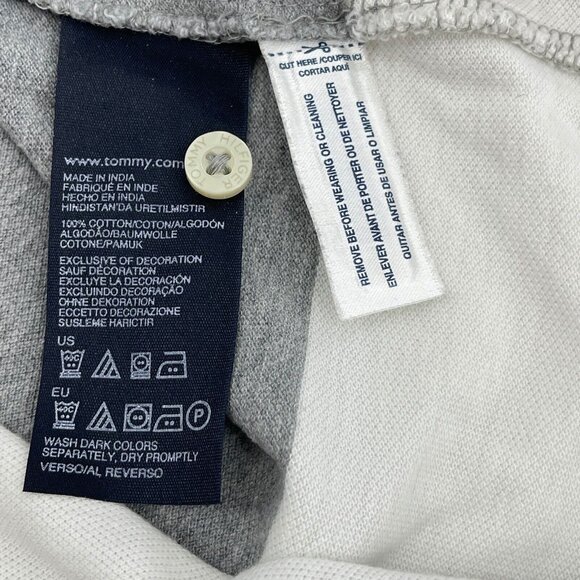 www.tommy.com
TOMMY HILFIGER
MADE IN INDIA
FABRIQUÉ EN INDE
HECHO EN INDIA
HINDISTAN'DA URETILMISTIR
100% COTTON/COTON/ALGODÓN
ALGODÃO/BAUMWOLLE
COTONE/PAMUK
EXCLUSIVE OF DECORATION
SAUF DÉCORATION
EXCLUYE LA DECORACIÓN
EXCLUINDO DECORAÇÃO
OHNE DEKORATION
ECCETTO DECORAZIONE
SUSLEME HARICTIR
US
EU
WASH DARK COLORS
SEPARATELY, DRY PROMPTLY
VERSO/AL REVERSO
CUT HERE /COUPER ICI
CORTAR AQUÍ
REMOVE BEFORE WEARING OR CLEANING
ENLEVER AVANT DE PORTER OU DE NETTOYER
QUITAR ANTES DE USAR O LIMPIAR